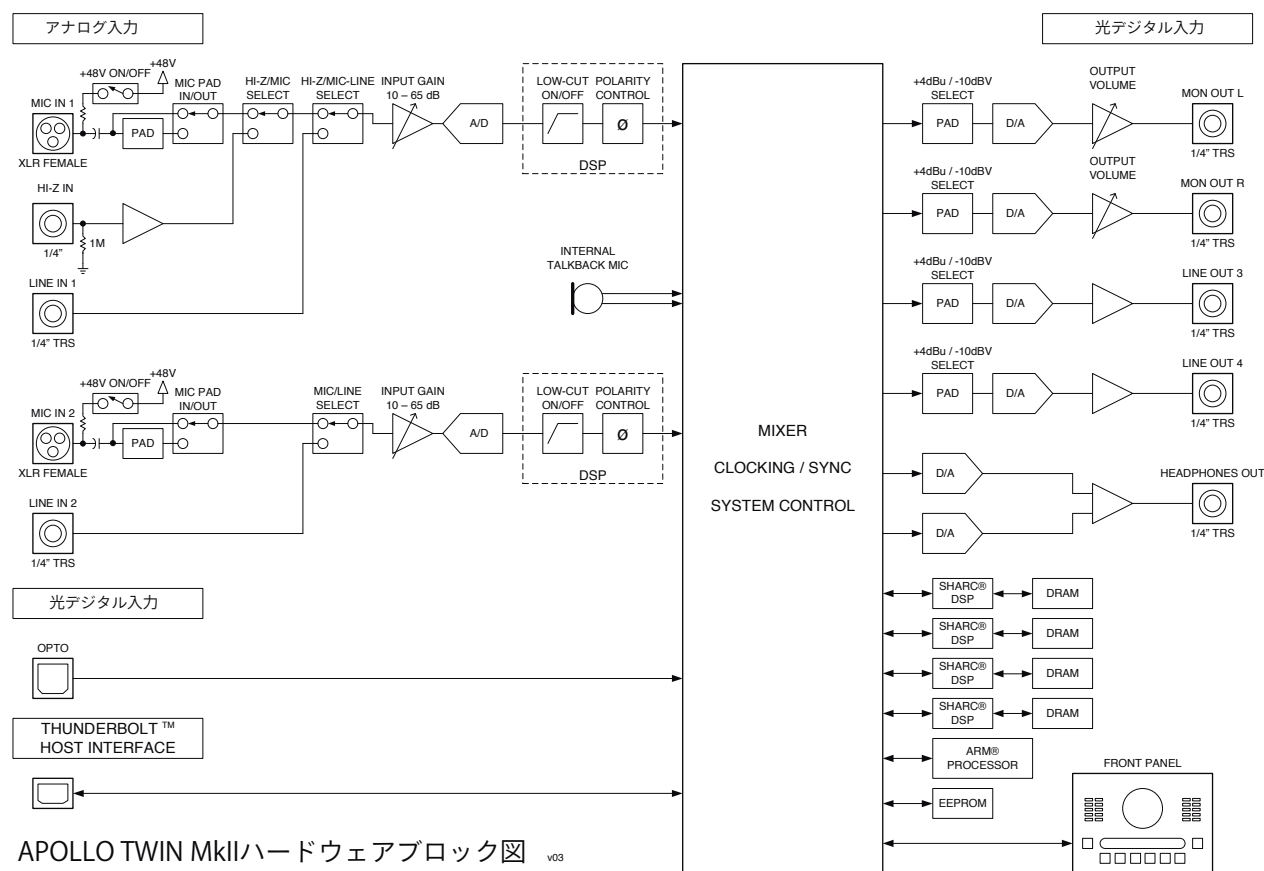 アナログ入力
光デジタル入力
+48V
+48V ON/OFF
MIC IN 1
XLR FEMALE
PAD
MIC PAD
IN/OUT
HI-Z/MIC
SELECT
HI-Z/MIC-LINE
SELECT
INPUT GAIN
10 – 65 dB
A/D
LOW-CUT
ON/OFF
POLARITY
CONTROL
Ø
DSP
HI-Z IN
1/4”
1M
LINE IN 1
1/4” TRS
INTERNAL
TALKBACK MIC
+48V
+48V ON/OFF
MIC IN 2
XLR FEMALE
PAD
MIC PAD
IN/OUT
MIC/LINE
SELECT
INPUT GAIN
10 – 65 dB
A/D
LOW-CUT
ON/OFF
POLARITY
CONTROL
Ø
DSP
LINE IN 2
1/4” TRS
光デジタル入力
OPTO
THUNDERBOLT ™
HOST INTERFACE
MIXER
CLOCKING / SYNC
SYSTEM CONTROL
+4dBu / -10dBV
SELECT
PAD
D/A
OUTPUT
VOLUME
MON OUT L
1/4” TRS
+4dBu / -10dBV
SELECT
PAD
D/A
OUTPUT
VOLUME
MON OUT R
1/4” TRS
+4dBu / -10dBV
SELECT
PAD
D/A
LINE OUT 3
1/4” TRS
+4dBu / -10dBV
SELECT
PAD
D/A
LINE OUT 4
1/4” TRS
D/A
D/A
HEADPHONES OUT
1/4” TRS
SHARC®
DSP
DRAM
SHARC®
DSP
DRAM
SHARC®
DSP
DRAM
SHARC®
DSP
DRAM
ARM®
PROCESSOR
EEPROM
FRONT PANEL
APOLLO TWIN MkIIハードウェアブロック図 v03